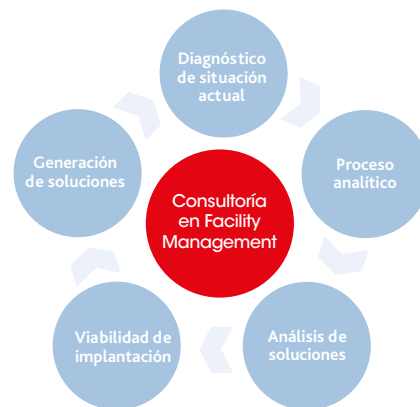 Diagnóstico
de situación
actual
Proceso
analítico
Análisis de
soluciones
Viabilidad de
implantación
Generación
de soluciones
Consultoría
en Facility
Management